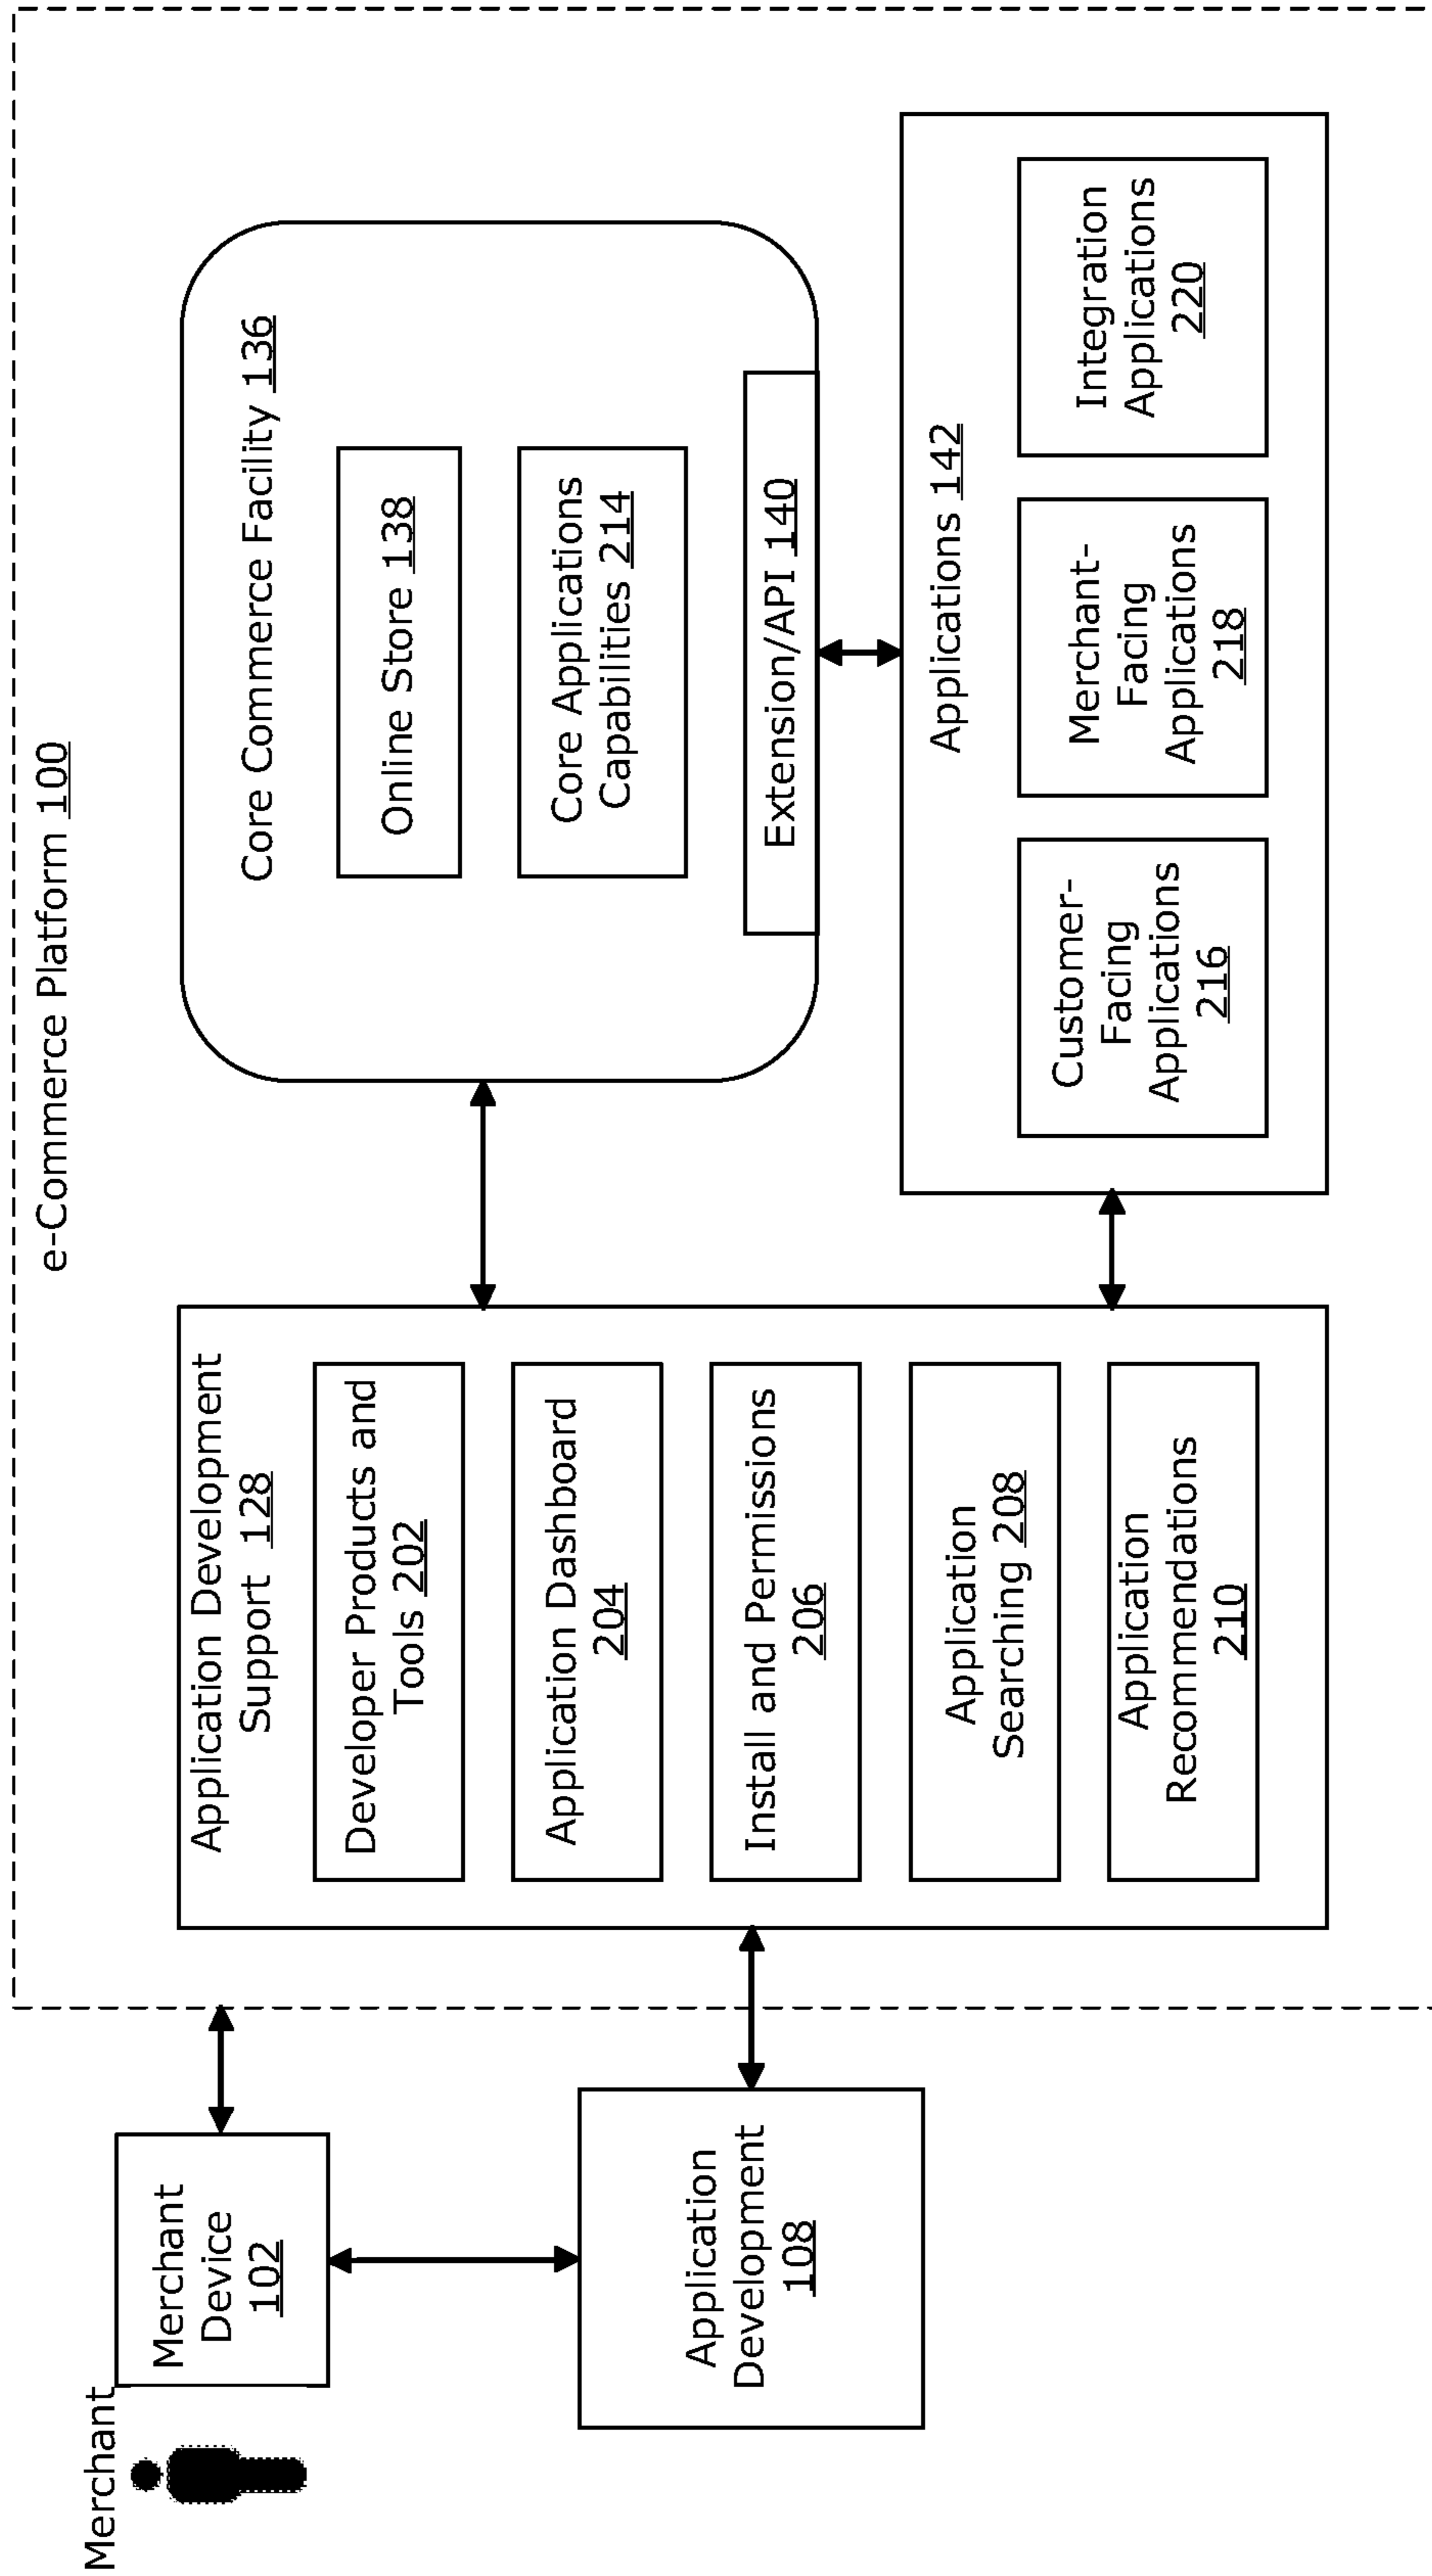 e-Commerce Platform 100
Merchant
Merchant
Device
102
Application
Development
108
Application Development
Support 128
Developer Products and
Tools 202
Application Dashboard
204
Install and Permissions
206
Application
Searching 208
Application
Recommendations
210
Core Commerce Facility 136
Online Store 138
Core Applications
Capabilities 214
Extension/API 140
Applications 142
Customer-
Facing
Applications
216
Merchant-
Facing
Applications
218
Integration
Applications
220